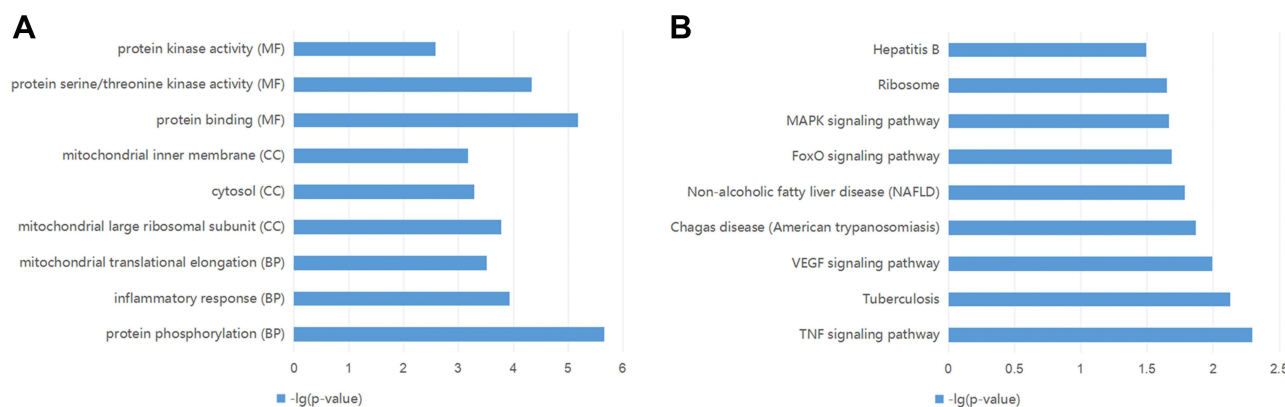 A
protein kinase activity (MF)
protein serine/threonine kinase activity (MF)
protein binding (MF)
mitochondrial inner membrane (CC)
cytosol (CC)
mitochondrial large ribosomal subunit (CC)
mitochondrial translational elongation (BP)
inflammatory response (BP)
protein phosphorylation (BP)
0 1 2 3 4 5 6
-lg(p-value)
B
Hepatitis B
Ribosome
MAPK signaling pathway
FoxO signaling pathway
Non-alcoholic fatty liver disease (NAFLD)
Chagas disease (American trypanosomiasis)
VEGF signaling pathway
Tuberculosis
TNF signaling pathway
0 0.5 1 1.5 2 2.5
-lg(p-value)